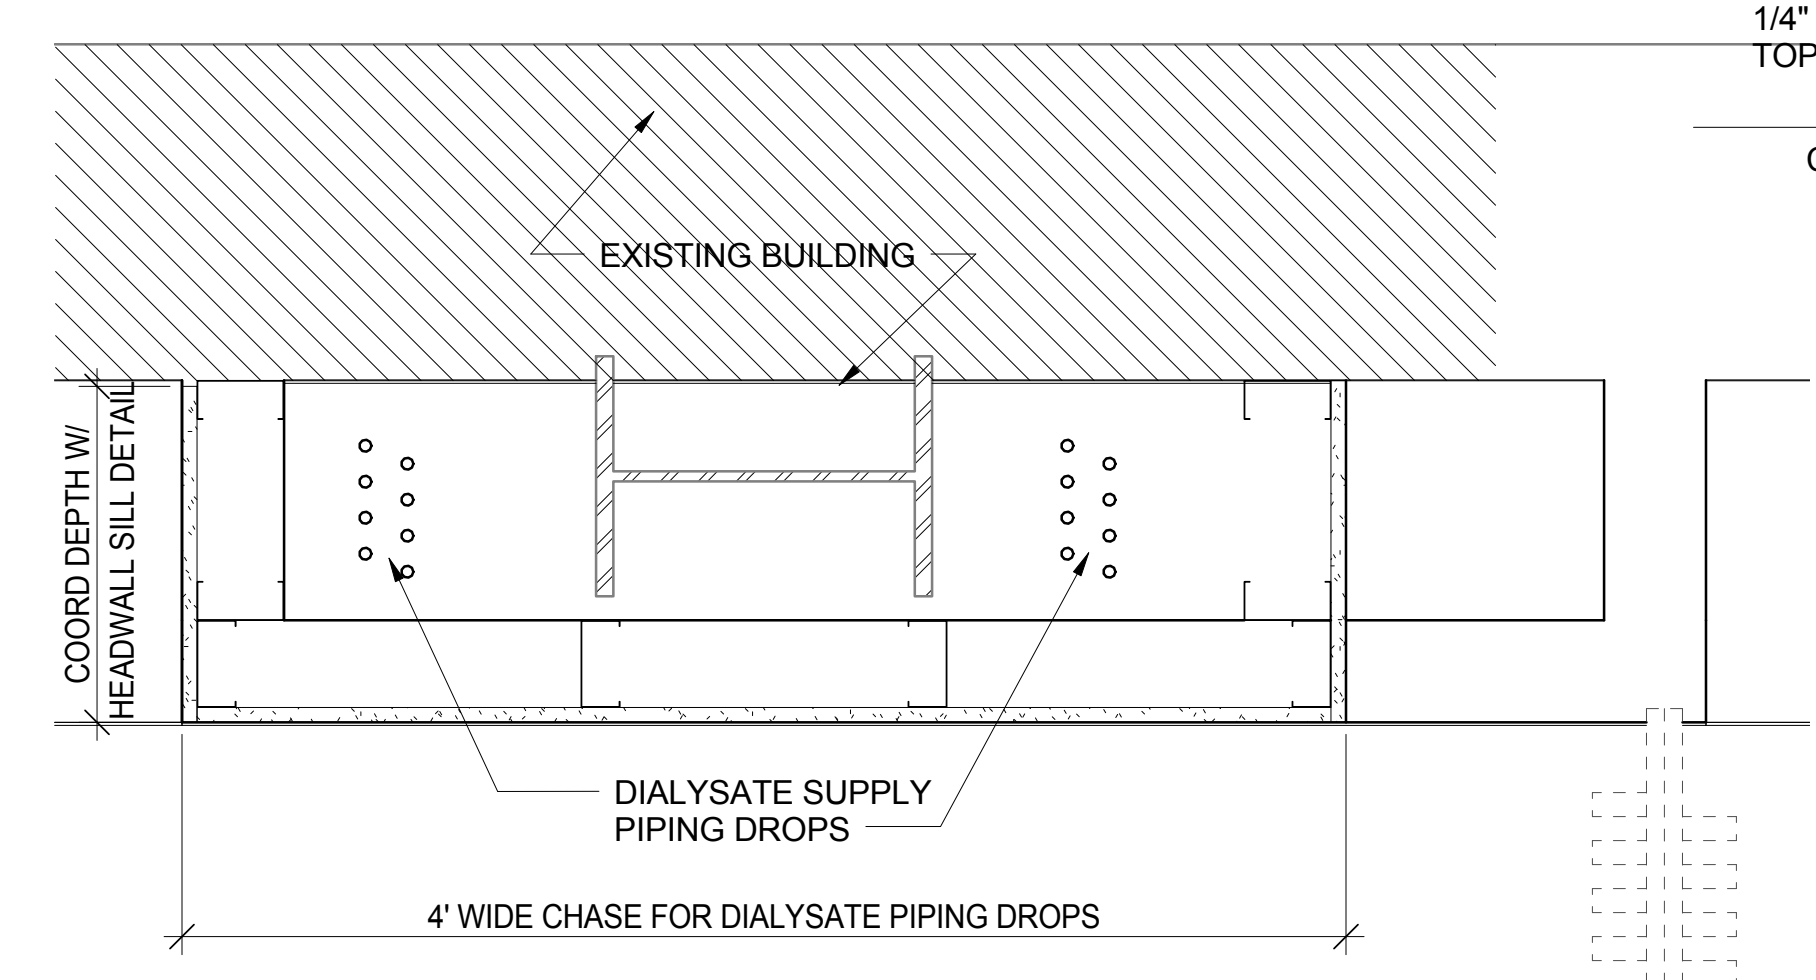 1/4"
TOP
EXISTING BUILDING
COORD DEPTH W/
HEADWALL SILL DETAIL
DIALYSATE SUPPLY
PIPING DROPS
4' WIDE CHASE FOR DIALYSATE PIPING DROPS